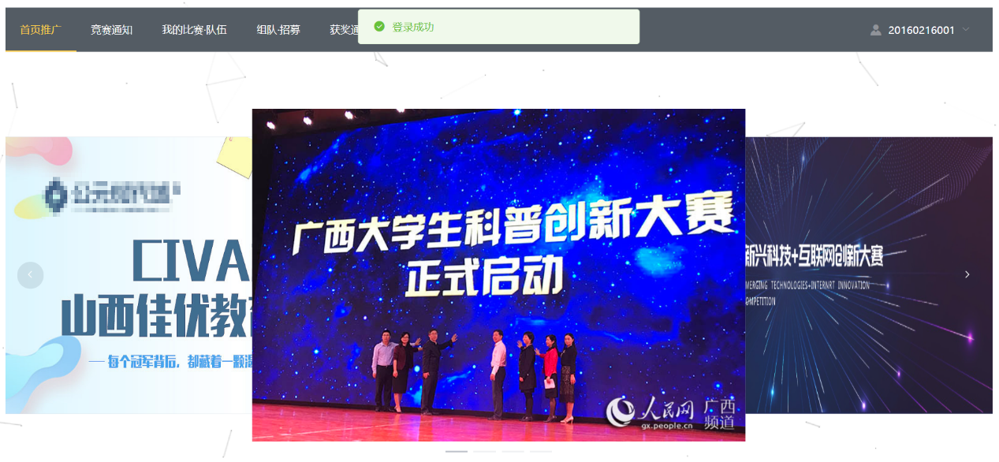 首页推广
竞赛通知
我的比赛·队伍
组队·招募
获奖通
登录成功
20160216001
CIVA
山西佳优教
每个冠军背后，都藏着一颗
广西大学生科普创新大赛
正式启动
人民网
gx.people.cn
广西
频道
新兴科技+互联网创新大赛
MERGING TECHNOLOGIES+INTERNRT INNOVATION
OMPETITION